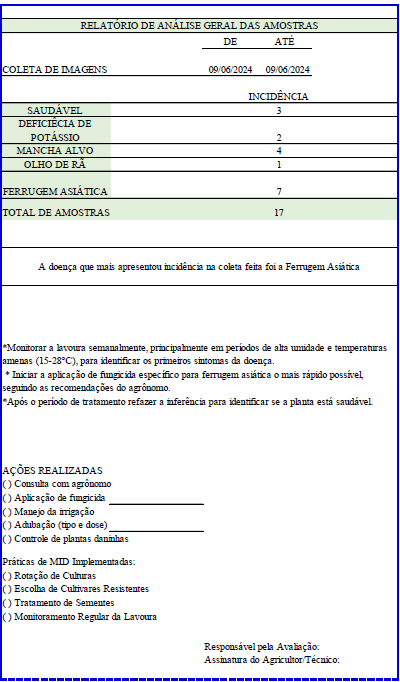 RELATÓRIO DE ANÁLISE GERAL DAS AMOSTRAS
DE ATÉ
COLETA DE IMAGENS 09/06/2024 09/06/2024
INCIDÊNCIA
SAUDÁVEL 3
DEFICIÊCIA DE
POTÁSSIO 2
MANCHA ALVO 4
OLHO DE RÃ 1
FERRUGEM ASIÁTICA 7
TOTAL DE AMOSTRAS 17
A doença que mais apresentou incidência na coleta feita foi a Ferrugem Asiática
*Monitorar a lavoura semanalmente, principalmente em períodos de alta umidade e temperaturas
amenas (15-28°C), para identificar os primeiros sintomas da doença.
* Iniciar a aplicação de fungicida específico para ferrugem asiática o mais rápido possível,
seguindo as recomendações do agrônomo.
*Após o período de tratamento refazer a inferência para identificar se a planta está saudável.
AÇÕES REALIZADAS
( ) Consulta com agrônomo
( ) Aplicação de fungicida
( ) Manejo da irrigação
( ) Adubação (tipo e dose)
( ) Controle de plantas daninhas
Práticas de MID Implementadas:
( ) Rotação de Culturas
( ) Escolha de Cultivares Resistentes
( ) Tratamento de Sementes
( ) Monitoramento Regular da Lavoura
Responsável pela Avaliação:
Assinatura do Agricultor/Técnico: